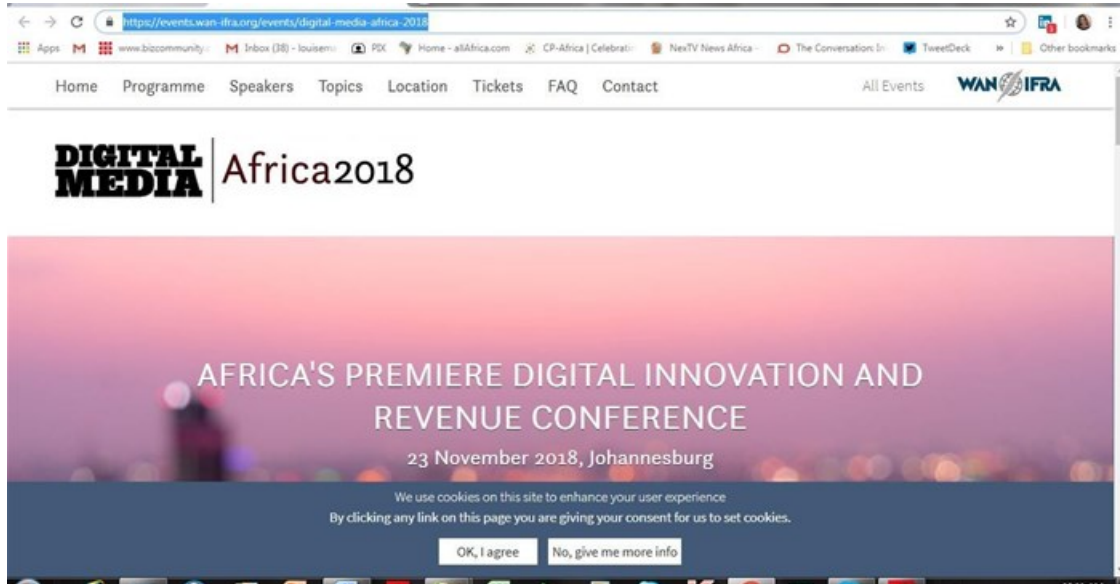 https://events.wan-ifra.org/events/digital-media-africa-2018
Apps www.bizcommunity. Inbox (38) - louisem PIX Home - allAfrica.com CP-Africa | Celebrati NexTV News Africa - The Conversation: In TweetDeck » Other bookmarks
Home Programme Speakers Topics Location Tickets FAQ Contact All Events WAN IFRA
DIGITAL
MEDIA
Africa2018
AFRICA'S PREMIERE DIGITAL INNOVATION AND
REVENUE CONFERENCE
23 November 2018, Johannesburg
We use cookies on this site to enhance your user experience
By clicking any link on this page you are giving your consent for us to set cookies.
OK, I agree No, give me more info